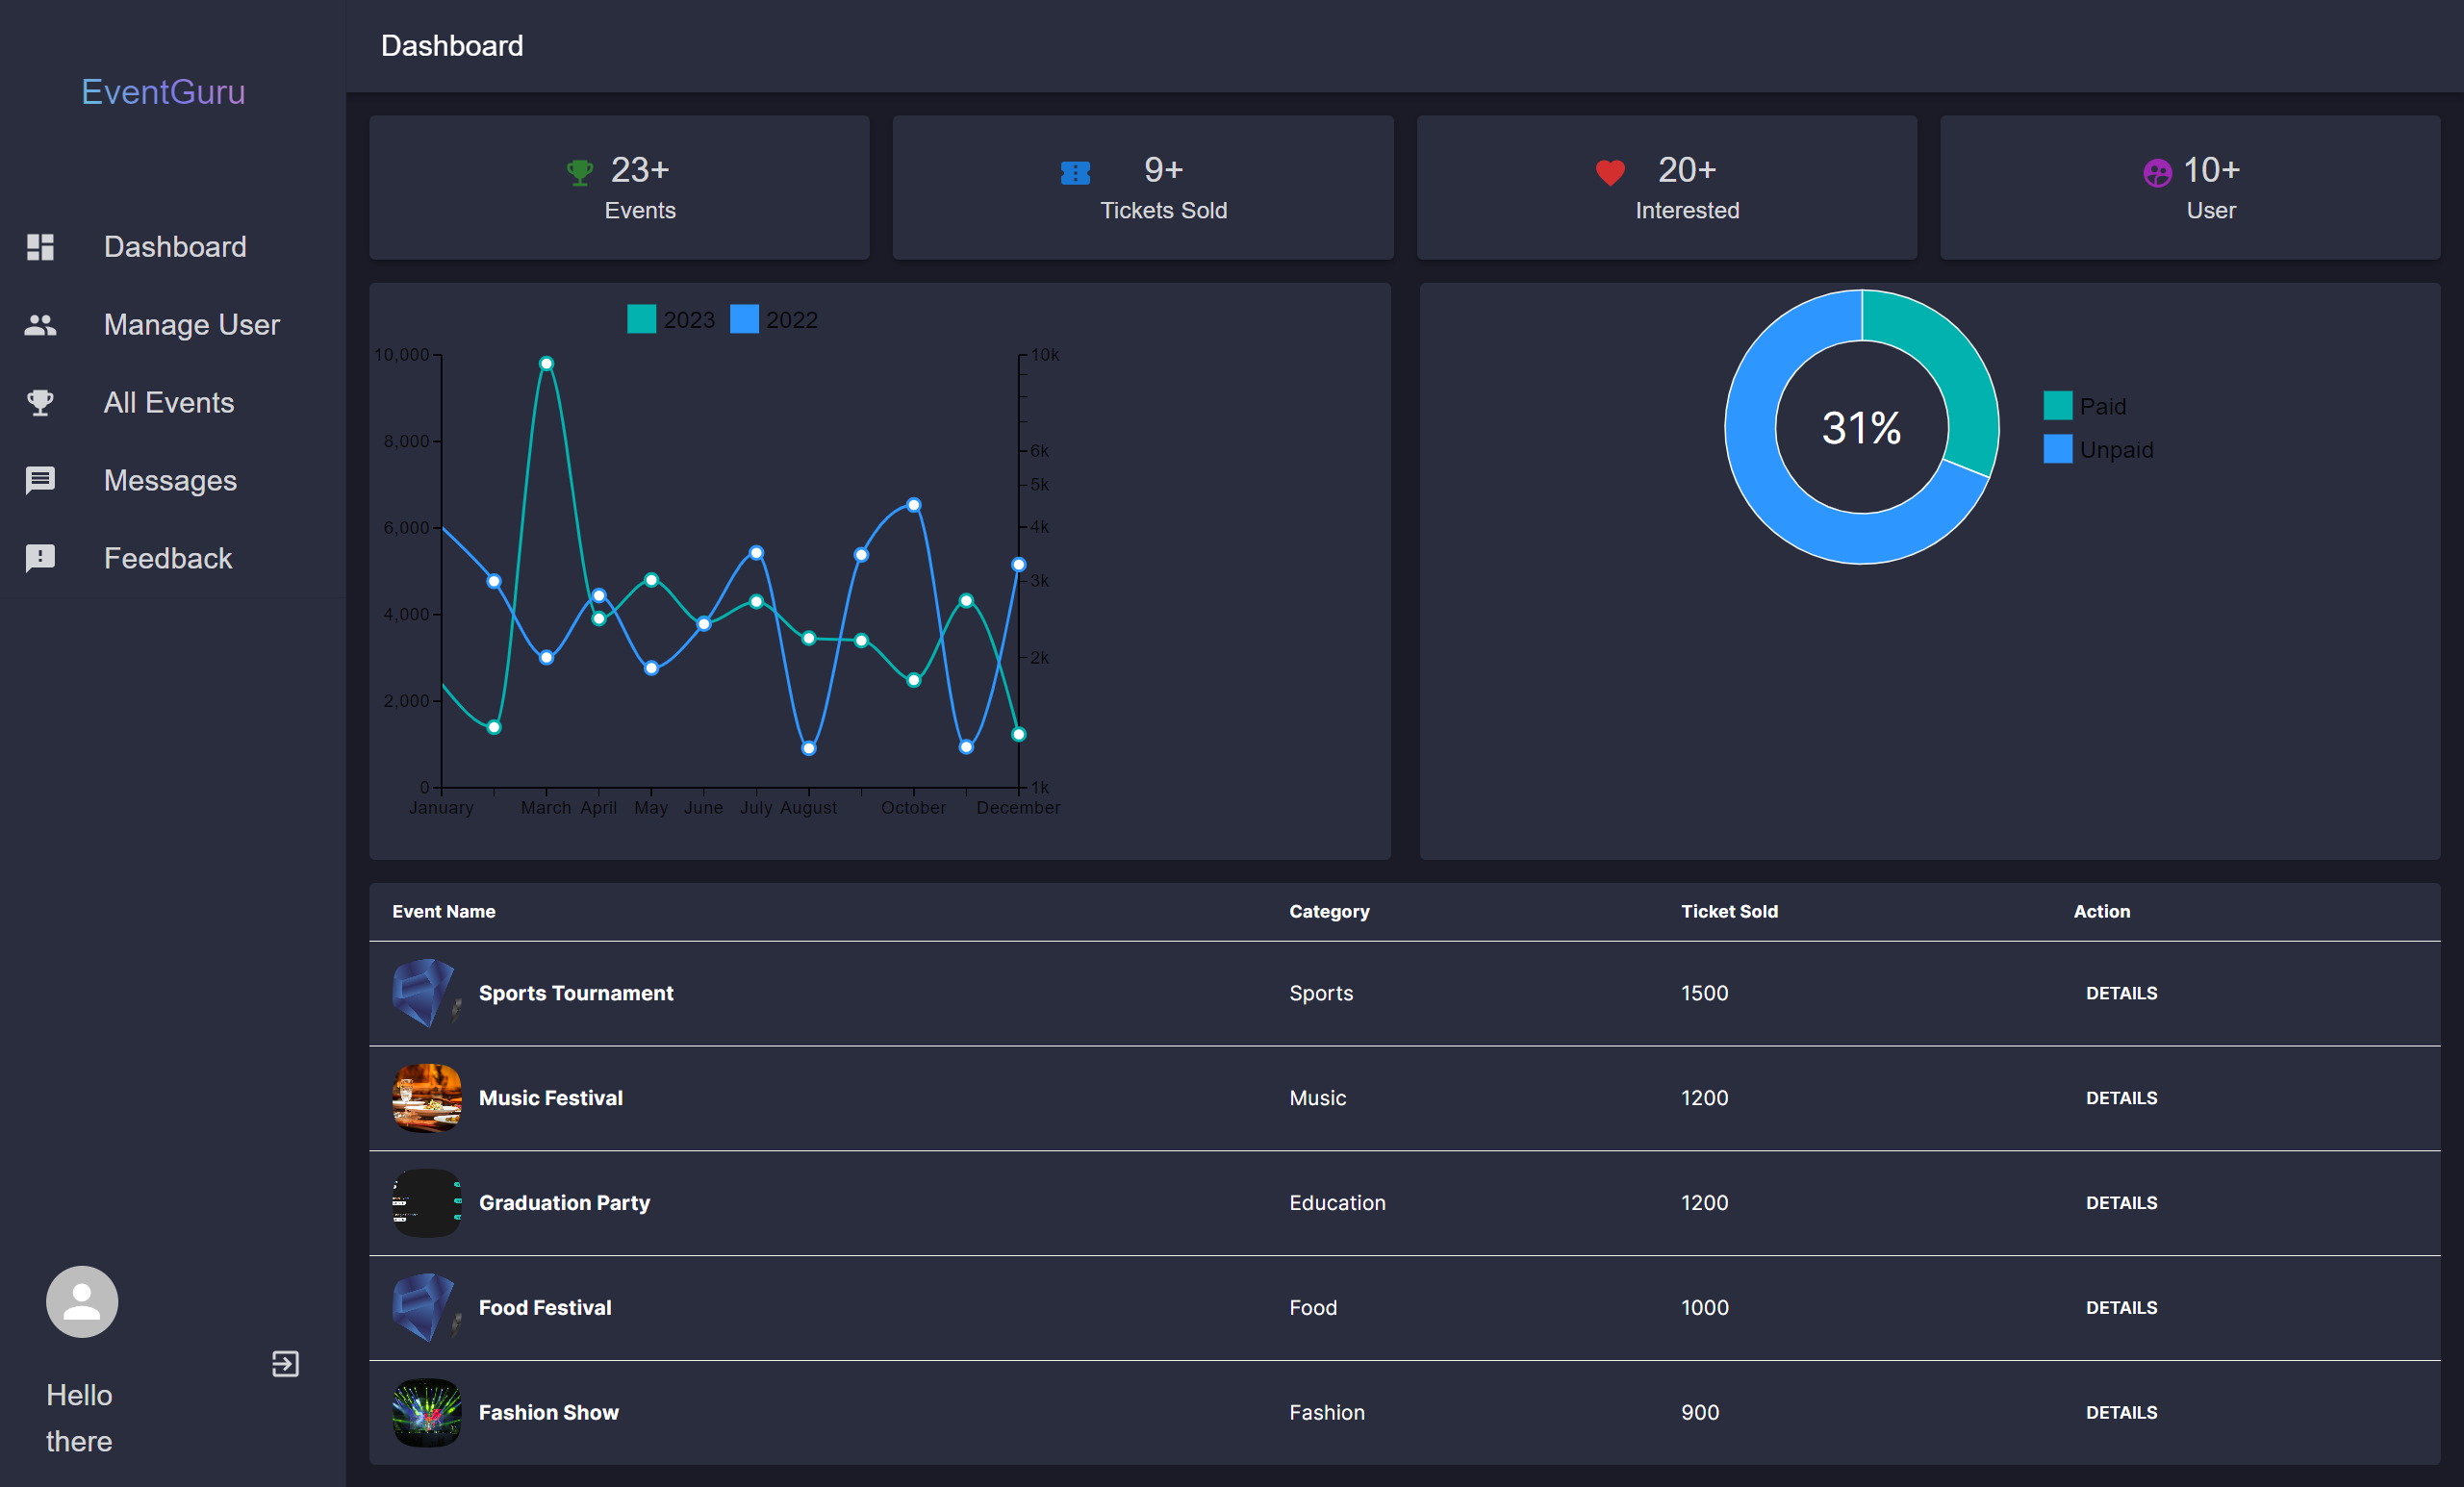 EventGuru
Dashboard
Manage User
All Events
Messages
Feedback
Hello
there
Dashboard
23+
Events
9+
Tickets Sold
20+
Interested
10+
User
2023 2022
10,000
8,000
6,000
4,000
2,000
0
10k
6k
5k
4k
3k
2k
1k
January March April May June July August October December
31%
Paid
Unpaid
Event Name Category Ticket Sold Action
Sports Tournament Sports 1500 DETAILS
Music Festival Music 1200 DETAILS
Graduation Party Education 1200 DETAILS
Food Festival Food 1000 DETAILS
Fashion Show Fashion 900 DETAILS